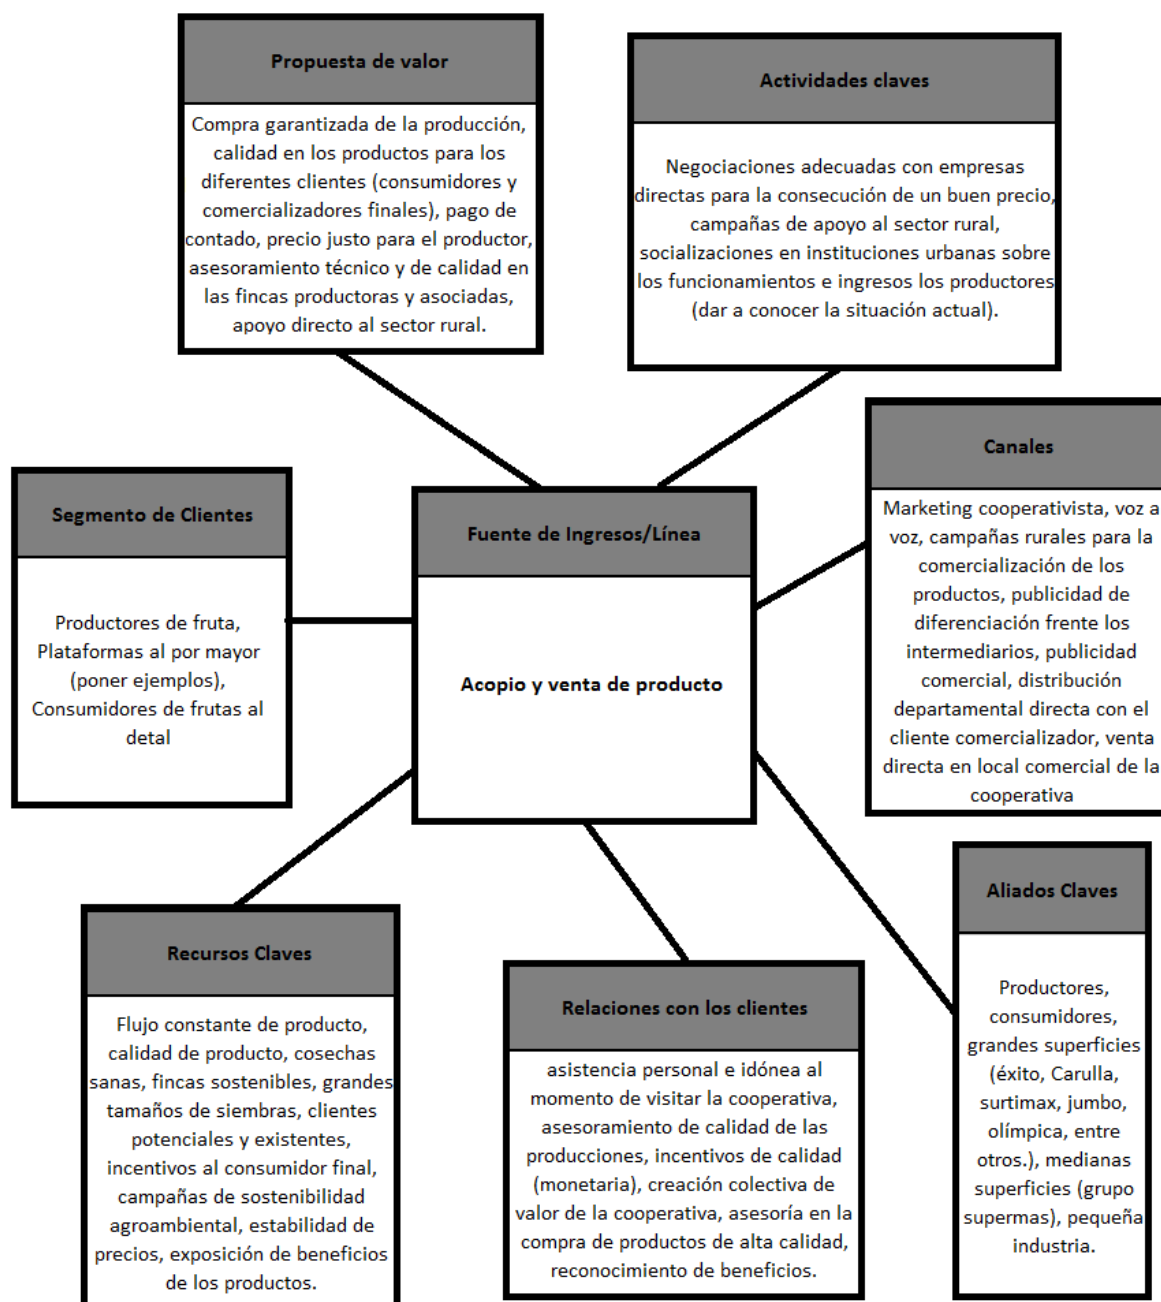 Propuesta de valor
Compra garantizada de la producción,
calidad en los productos para los
diferentes clientes (consumidores y
comercializadores finales), pago de
contado, precio justo para el productor,
asesoramiento técnico y de calidad en
las fincas productoras y asociadas,
apoyo directo al sector rural.
Actividades claves
Negociaciones adecuadas con empresas
directas para la consecución de un buen precio,
campañas de apoyo al sector rural,
socializaciones en instituciones urbanas sobre
los funcionamientos e ingresos los productores
(dar a conocer la situación actual).
Segmento de Clientes
Productores de fruta,
Plataformas al por mayor
(poner ejemplos),
Consumidores de frutas al
detal
Fuente de Ingresos/Línea
Acopio y venta de producto
Canales
Marketing cooperativista, voz a
voz, campañas rurales para la
comercialización de los
productos, publicidad de
diferenciación frente los
intermediarios, publicidad
comercial, distribución
departamental directa con el
cliente comercializador, venta
directa en local comercial de la
cooperativa
Recursos Claves
Flujo constante de producto,
calidad de producto, cosechas
sanas, fincas sostenibles, grandes
tamaños de siembras, clientes
potenciales y existentes,
incentivos al consumidor final,
campañas de sostenibilidad
agroambiental, estabilidad de
precios, exposición de beneficios
de los productos.
Relaciones con los clientes
asistencia personal e idónea al
momento de visitar la cooperativa,
asesoramiento de calidad de las
producciones, incentivos de calidad
(monetaria), creación colectiva de
valor de la cooperativa, asesoría en la
compra de productos de alta calidad,
reconocimiento de beneficios.
Aliados Claves
Productores,
consumidores,
grandes superficies
(éxito, Carulla,
surtimax, jumbo,
olímpica, entre
otros.), medianas
superficies (grupo
supermas), pequeña
industria.